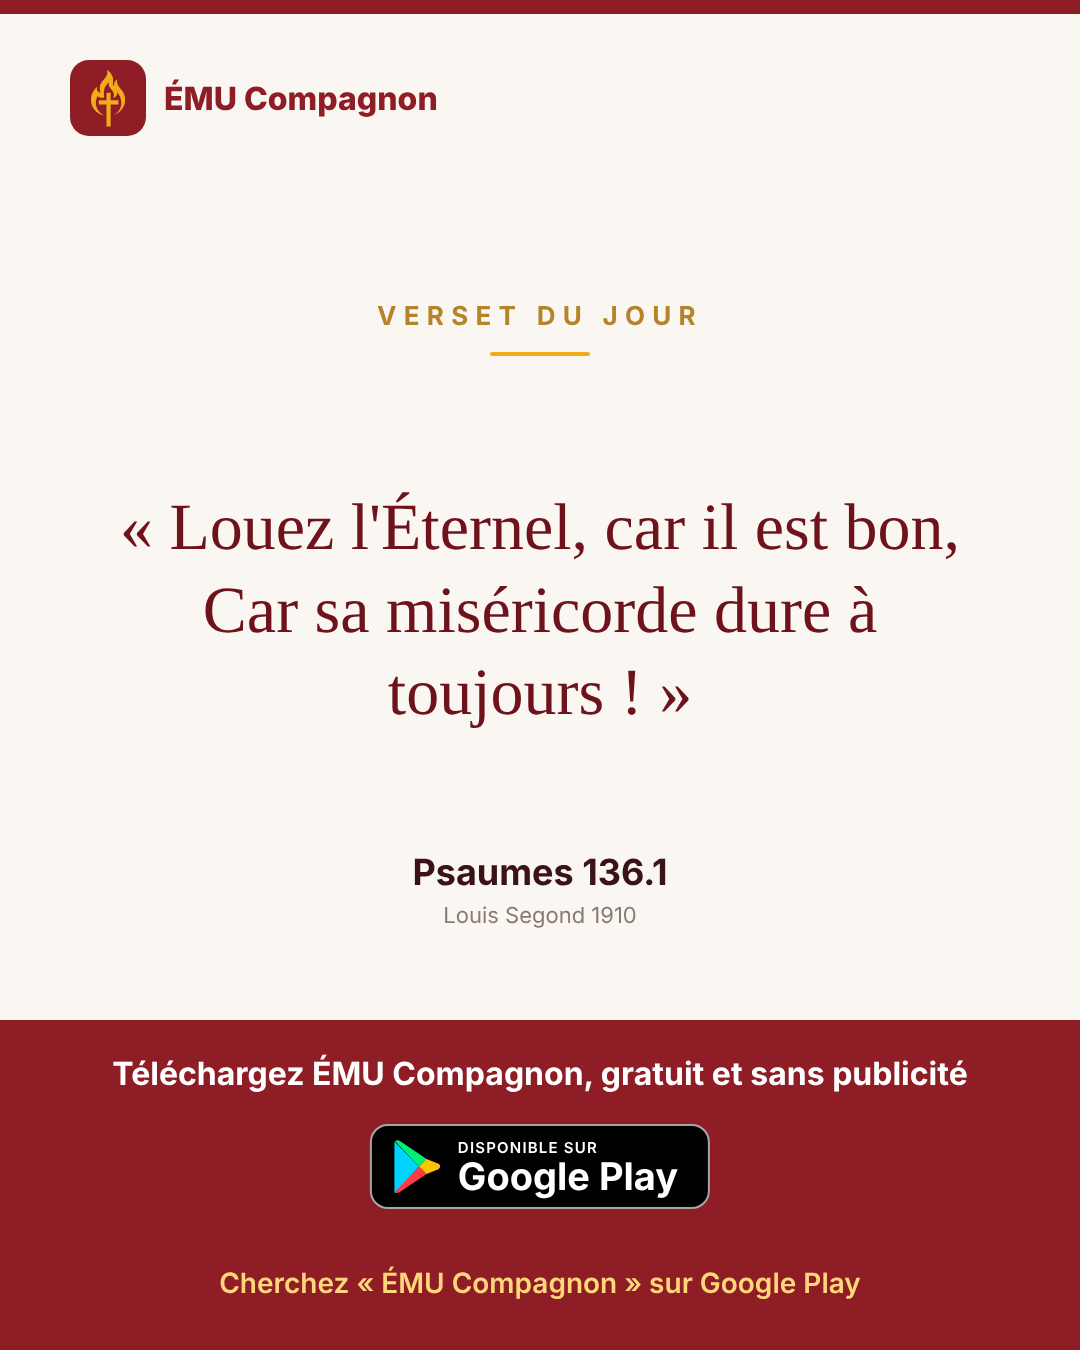 ÉMU Compagnon
VERSET DU JOUR
« Louez l'Éternel, car il est bon,
Car sa miséricorde dure à
toujours ! »
Psaumes 136.1
Louis Segond 1910
Téléchargez ÉMU Compagnon, gratuit et sans publicité
DISPONIBLE SUR
Google Play
Cherchez « ÉMU Compagnon » sur Google Play